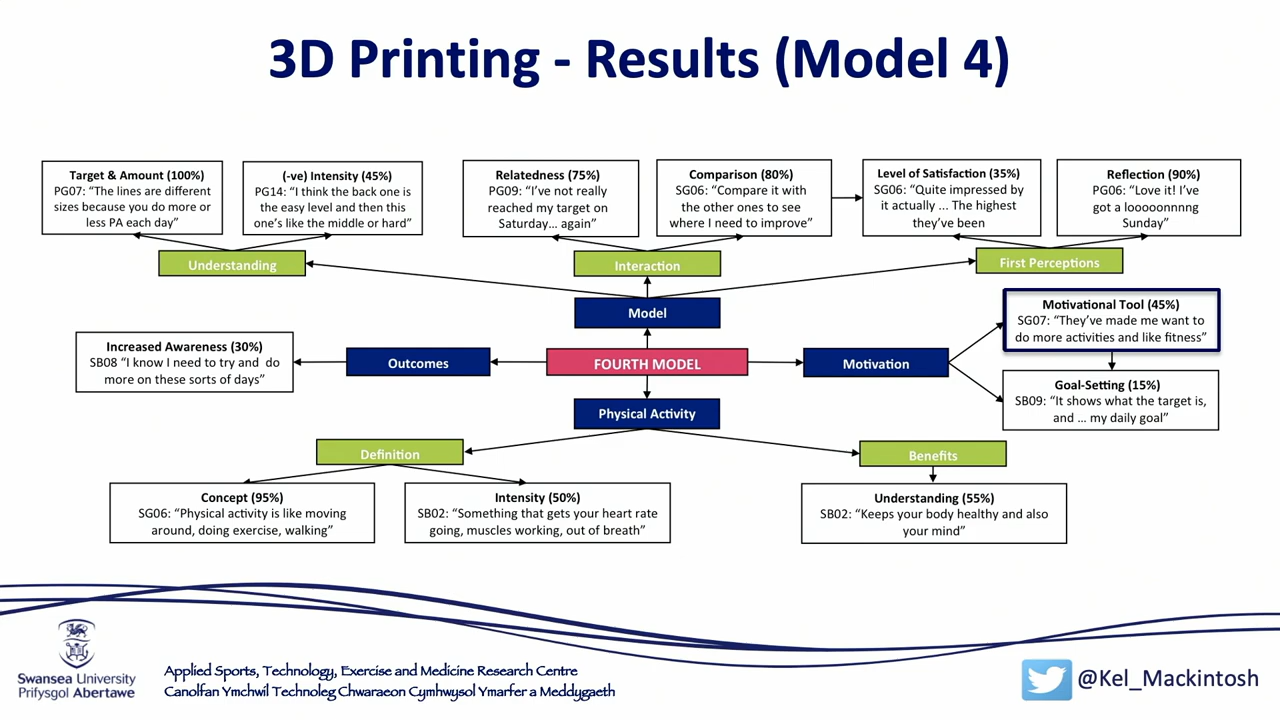 3D Printing - Results (Model 4)
Target & Amount (100%)
PG07: “The lines are different
sizes because you do more or
less PA each day”
(-ve) Intensity (45%)
PG14: “I think the back one is
the easy level and then this
one’s like the middle or hard”
Relatedness (75%)
PG09: “I’ve not really
reached my target on
Saturday… again”
Comparison (80%)
SG06: “Compare it with
the other ones to see
where I need to improve”
Level of Satisfaction (35%)
SG06: “Quite impressed by
it actually ... The highest
they’ve been
Reflection (90%)
PG06: “Love it! I’ve
got a looooonnnng
Sunday”
Understanding
Interaction
First Perceptions
Model
Motivational Tool (45%)
SG07: “They’ve made me want to
do more activities and like fitness”
Increased Awareness (30%)
SB08 “I know I need to try and do
more on these sorts of days”
Outcomes
FOURTH MODEL
Motivation
Goal-Setting (15%)
SB09: “It shows what the target is,
and … my daily goal”
Physical Activity
Definition
Benefits
Concept (95%)
SG06: “Physical activity is like moving
around, doing exercise, walking”
Intensity (50%)
SB02: “Something that gets your heart rate
going, muscles working, out of breath”
Understanding (55%)
SB02: “Keeps your body healthy and also
your mind”
Swansea University
Prifysgol Abertawe
Applied Sports, Technology, Exercise and Medicine Research Centre
Canolfan Ymchwil Technoleg Chwaraeon Cymhwysol Ymarfer a Meddygaeth
@Kel_Mackintosh